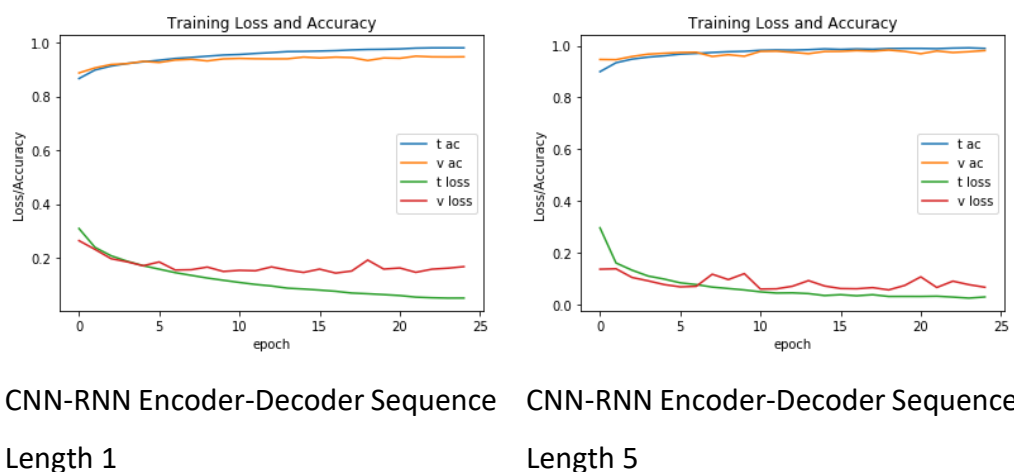 Training Loss and Accuracy
1.0
0.8
0.6
0.4
0.2
Loss/Accuracy
t ac
v ac
t loss
v loss
0
5
10
15
20
25
epoch
Training Loss and Accuracy
1.0
0.8
0.6
0.4
0.2
0.0
Loss/Accuracy
t ac
v ac
t loss
v loss
0
5
10
15
20
25
epoch
CNN-RNN Encoder-Decoder Sequence
Length 1
CNN-RNN Encoder-Decoder Sequence
Length 5